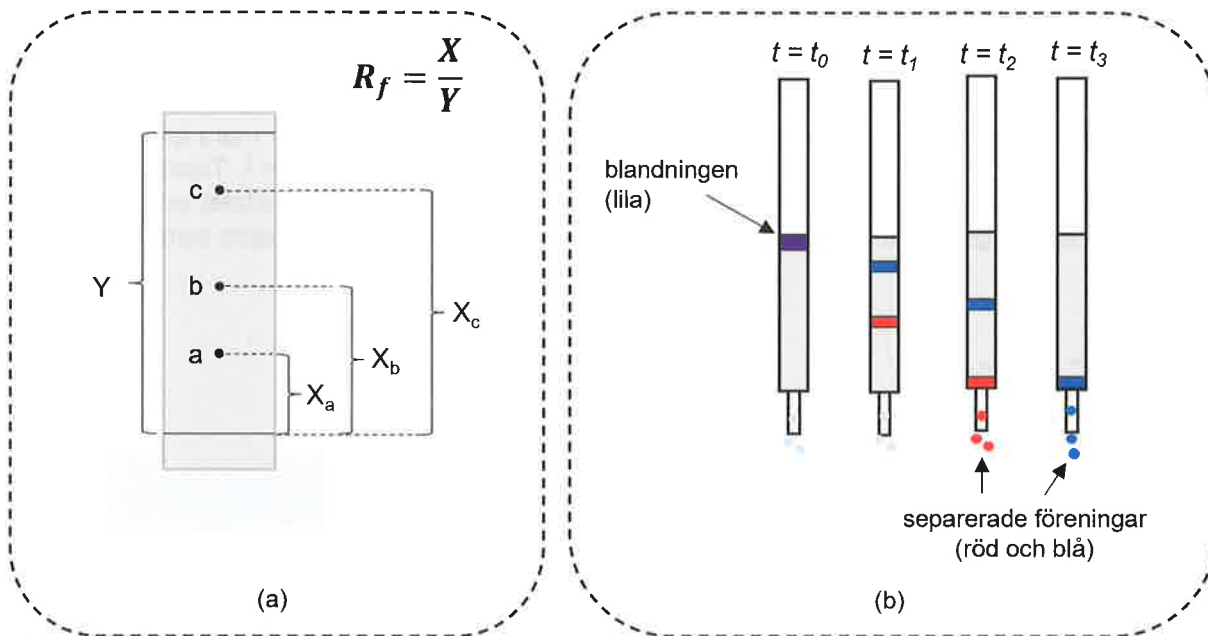 R_f = X/Y
c
b
a
Y
X_c
X_b
X_a
(a)
t = t_0
t = t_1
t = t_2
t = t_3
blandningen
(lila)
separerade föreningar
(röd och blå)
(b)